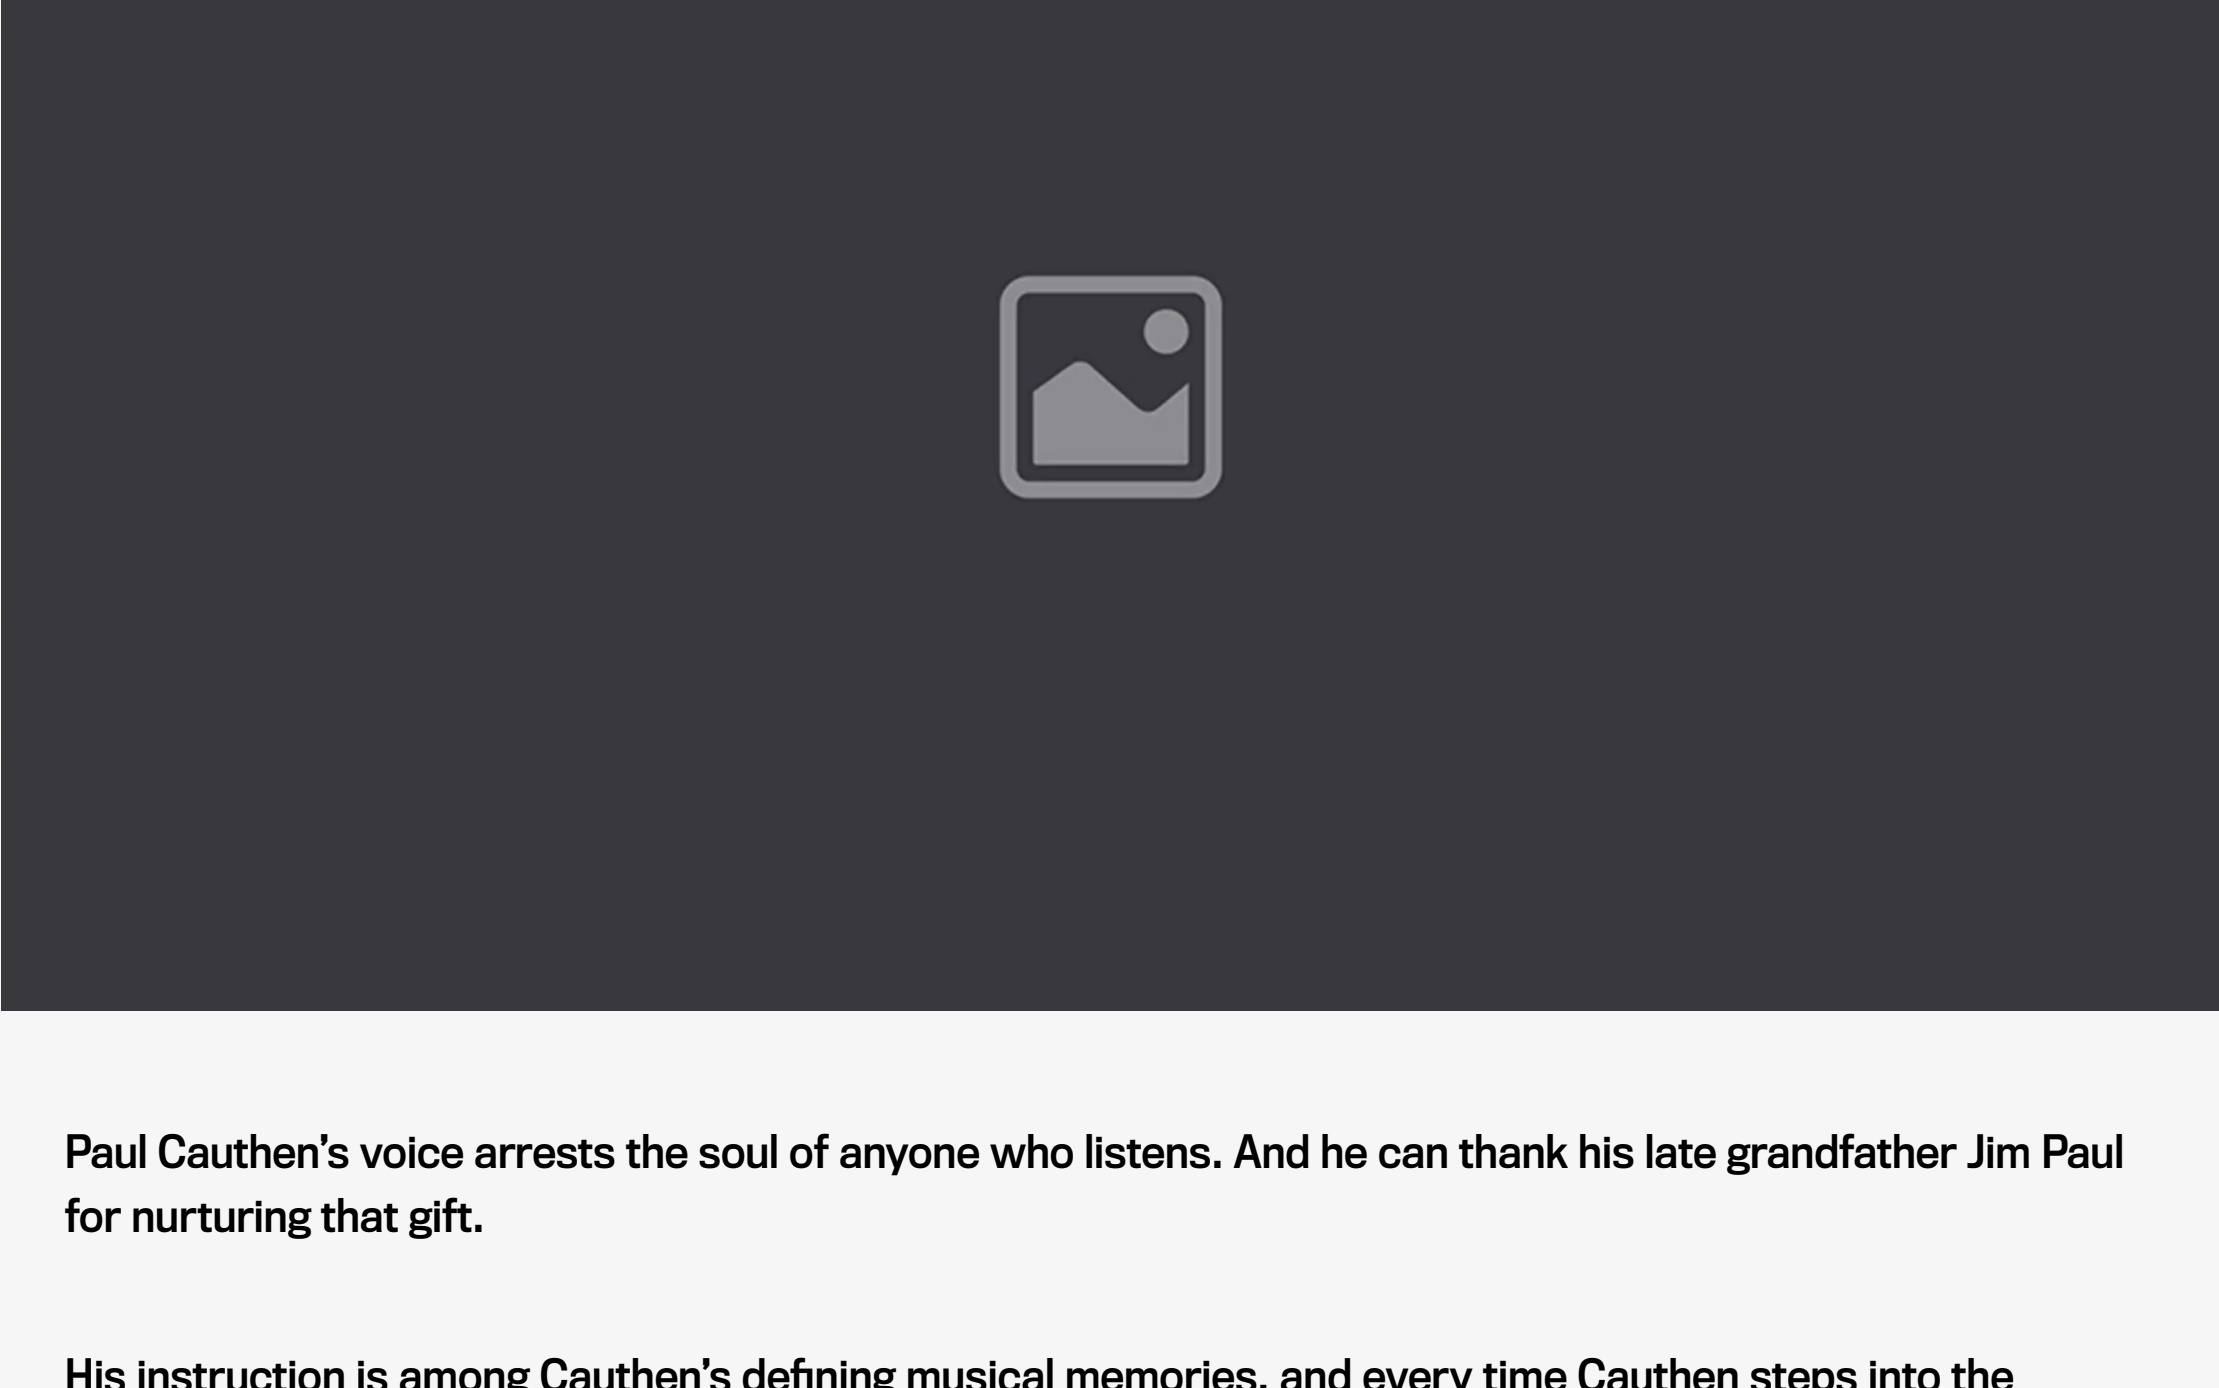 Paul Cauthen’s voice arrests the soul of anyone who listens. And he can thank his late grandfather Jim Paul
for nurturing that gift.
His instruction is among Cauthen’s defining musical memories, and every time Cauthen steps into the